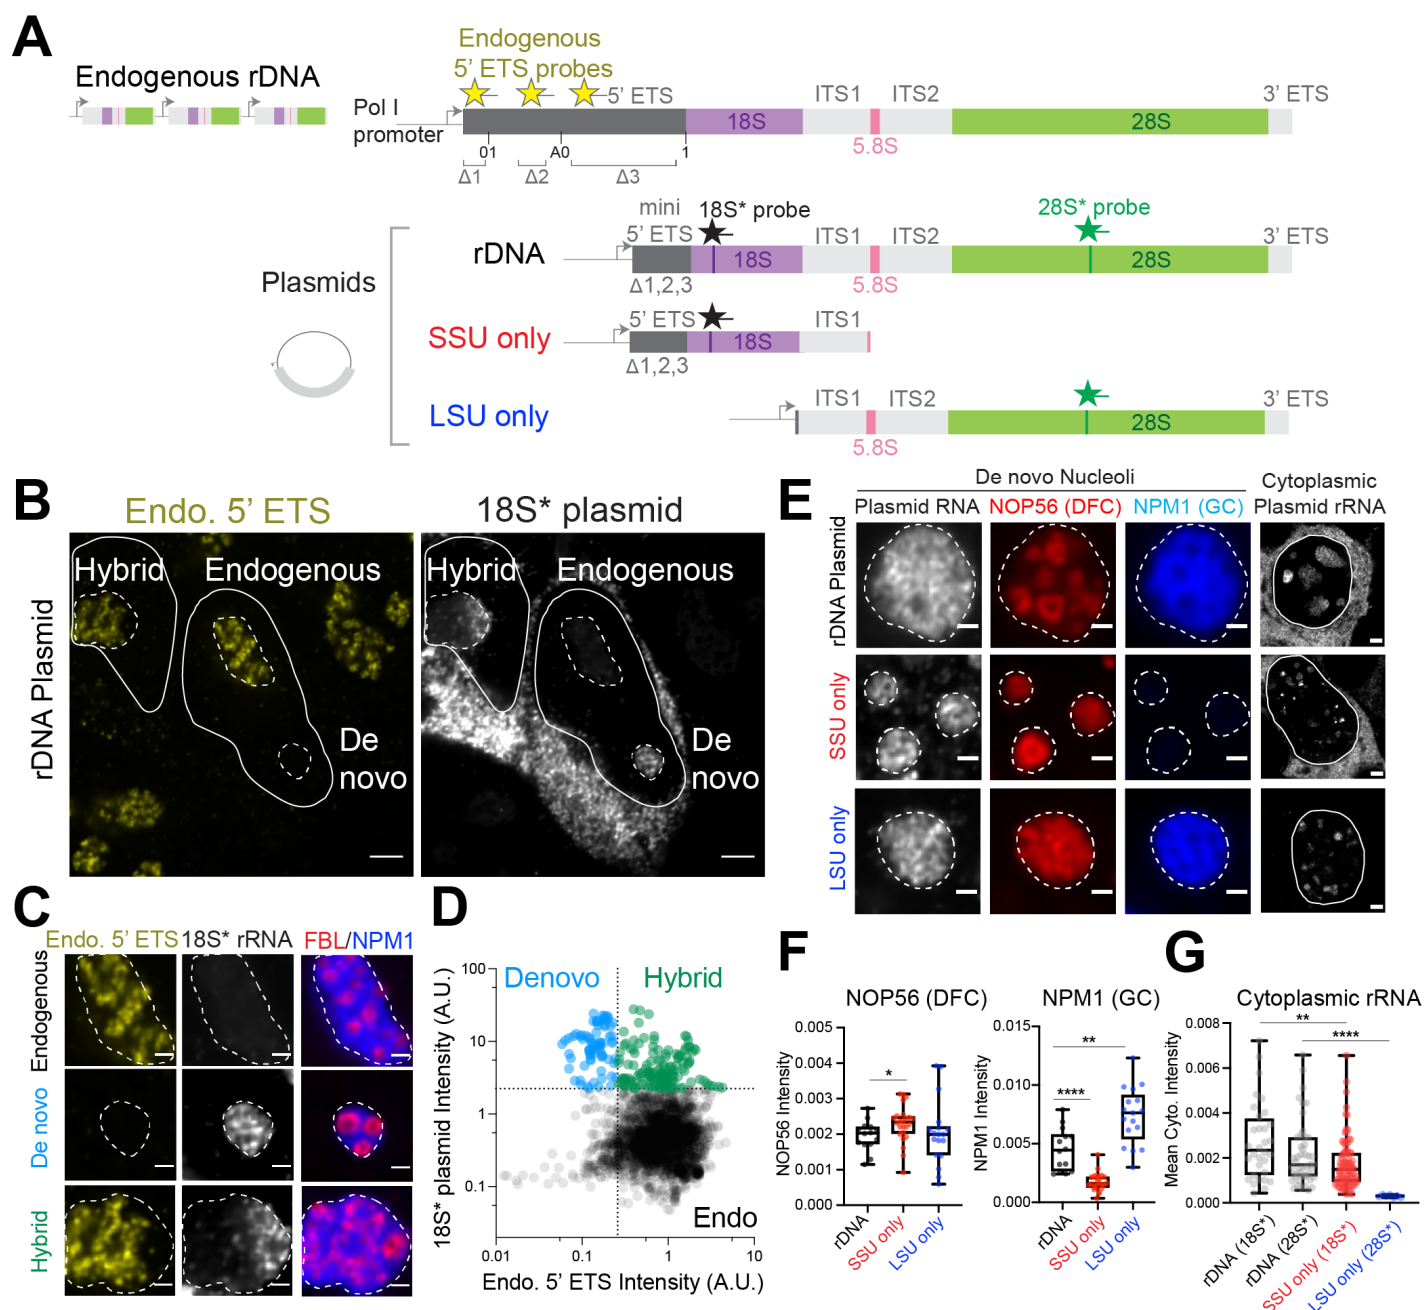 A
Endogenous rDNA
Endogenous
5’ ETS probes
Pol I
promoter
5’ ETS
ITS1
ITS2
3’ ETS
18S
28S
5.8S
01
A0
1
Δ1
Δ2
Δ3
Plasmids
rDNA
mini
5’ ETS
18S* probe
28S* probe
ITS1
ITS2
3’ ETS
18S
28S
Δ1,2,3
5.8S
SSU only
5’ ETS
ITS1
18S
Δ1,2,3
LSU only
ITS1
ITS2
3’ ETS
28S
5.8S
B
Endo. 5’ ETS
18S* plasmid
rDNA Plasmid
Hybrid
Endogenous
De
novo
Hybrid
Endogenous
De
novo
C
Endo. 5’ ETS
18S* rRNA
FBL/NPM1
Endogenous
De novo
Hybrid
D
18S* plasmid Intensity (A.U.)
100
10
1
0.1
Denovo
Hybrid
Endo
0.01
0.1
1
10
Endo. 5’ ETS Intensity (A.U.)
E
De novo Nucleoli
Cytoplasmic
Plasmid rRNA
Plasmid RNA
NOP56 (DFC)
NPM1 (GC)
rDNA Plasmid
SSU only
LSU only
F
NOP56 (DFC)
NOP56 Intensity
0.005
0.004
0.003
0.002
0.001
0.000
*
rDNA
SSU only
LSU only
NPM1 (GC)
NPM1 Intensity
0.015
0.010
0.005
0.000
**
****
rDNA
SSU only
LSU only
G
Cytoplasmic rRNA
Mean Cyto. Intensity
0.008
0.006
0.004
0.002
0.000
**
****
rDNA (18S*)
rDNA (28S*)
SSU only (18S*)
LSU only (28S*)